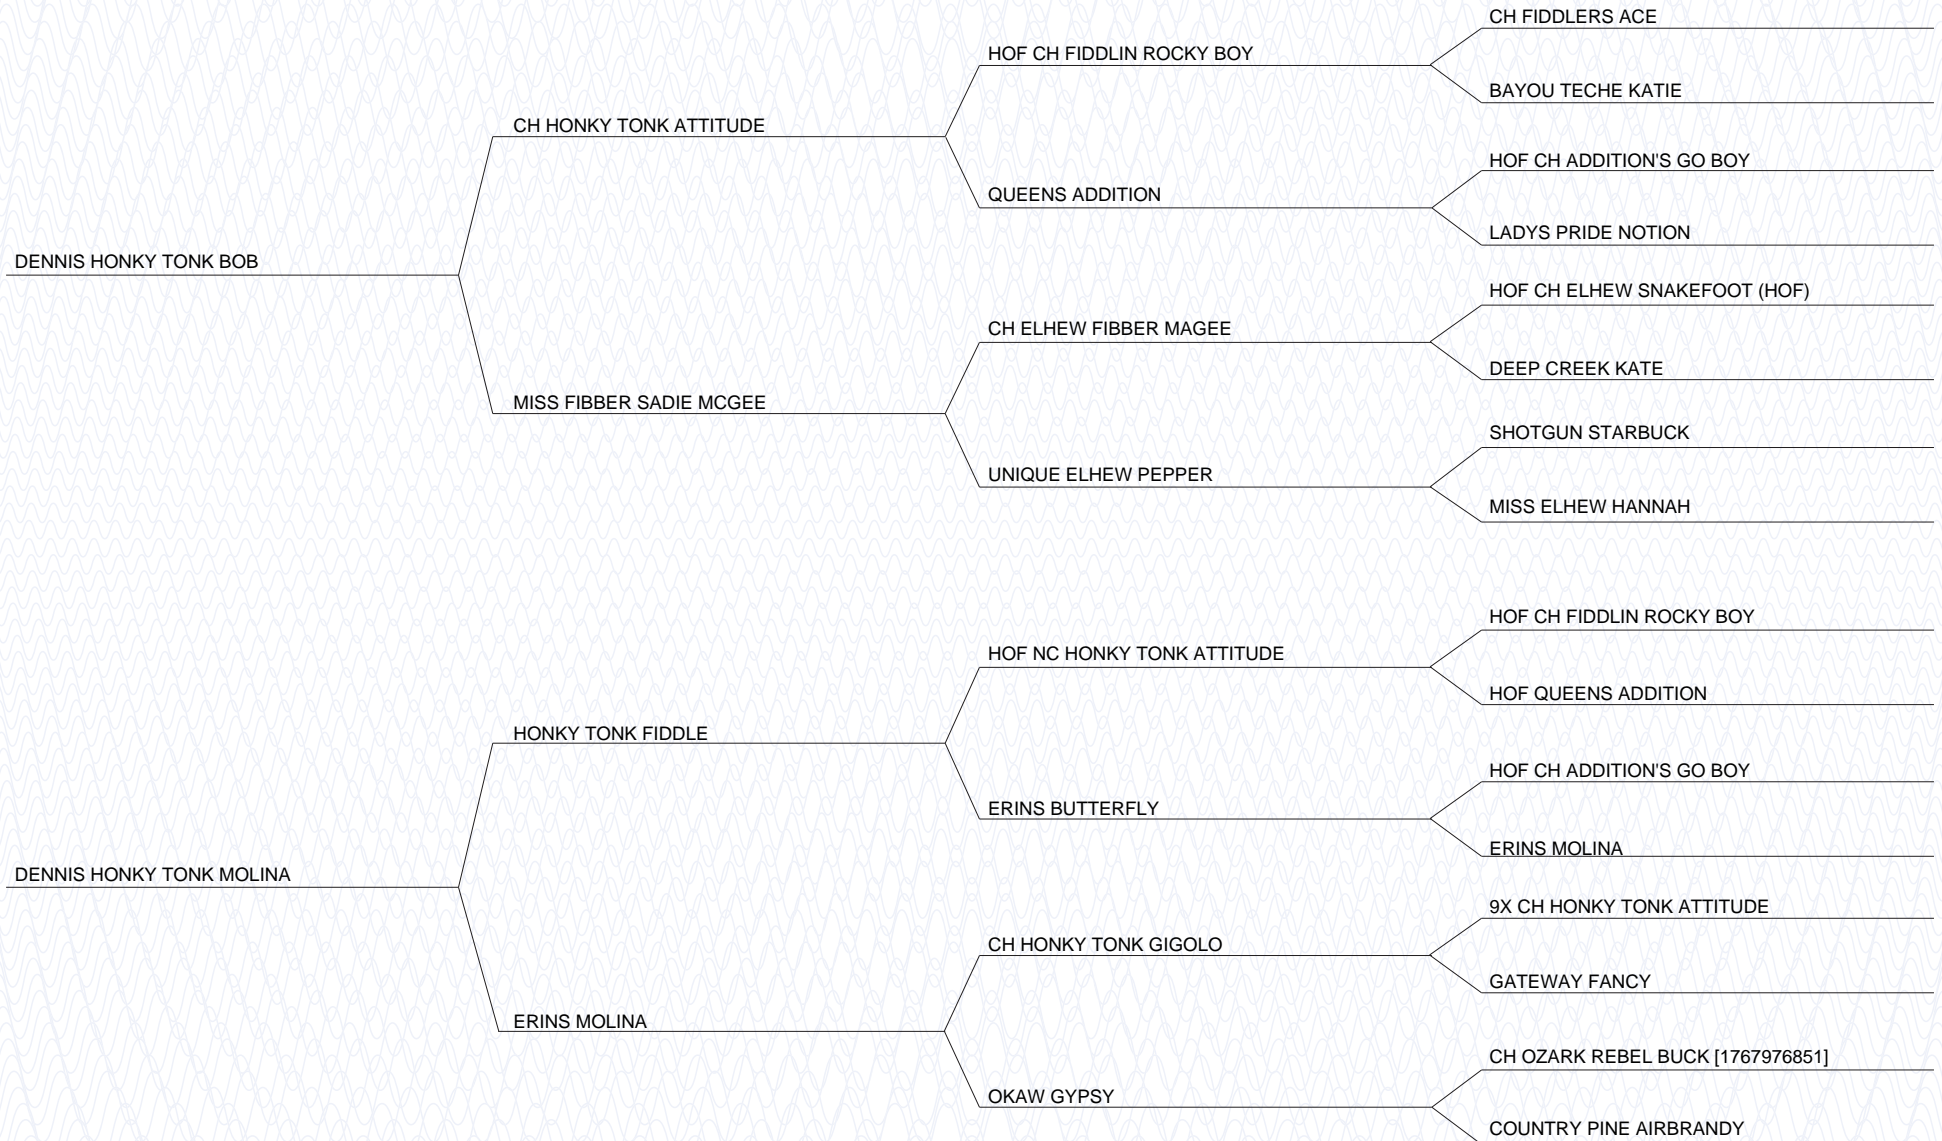 CH FIDDLERS ACE
HOF CH FIDDLIN ROCKY BOY
BAYOU TECHE KATIE
CH HONKY TONK ATTITUDE
HOF CH ADDITION'S GO BOY
QUEENS ADDITION
LADYS PRIDE NOTION
DENNIS HONKY TONK BOB
HOF CH ELHEW SNAKEFOOT (HOF)
CH ELHEW FIBBER MAGEE
DEEP CREEK KATE
MISS FIBBER SADIE MCGEE
SHOTGUN STARBUCK
UNIQUE ELHEW PEPPER
MISS ELHEW HANNAH
HOF CH FIDDLIN ROCKY BOY
HOF NC HONKY TONK ATTITUDE
HOF QUEENS ADDITION
HONKY TONK FIDDLE
HOF CH ADDITION'S GO BOY
ERINS BUTTERFLY
ERINS MOLINA
DENNIS HONKY TONK MOLINA
9X CH HONKY TONK ATTITUDE
CH HONKY TONK GIGOLO
GATEWAY FANCY
ERINS MOLINA
CH OZARK REBEL BUCK [1767976851]
OKAW GYPSY
COUNTRY PINE AIRBRANDY